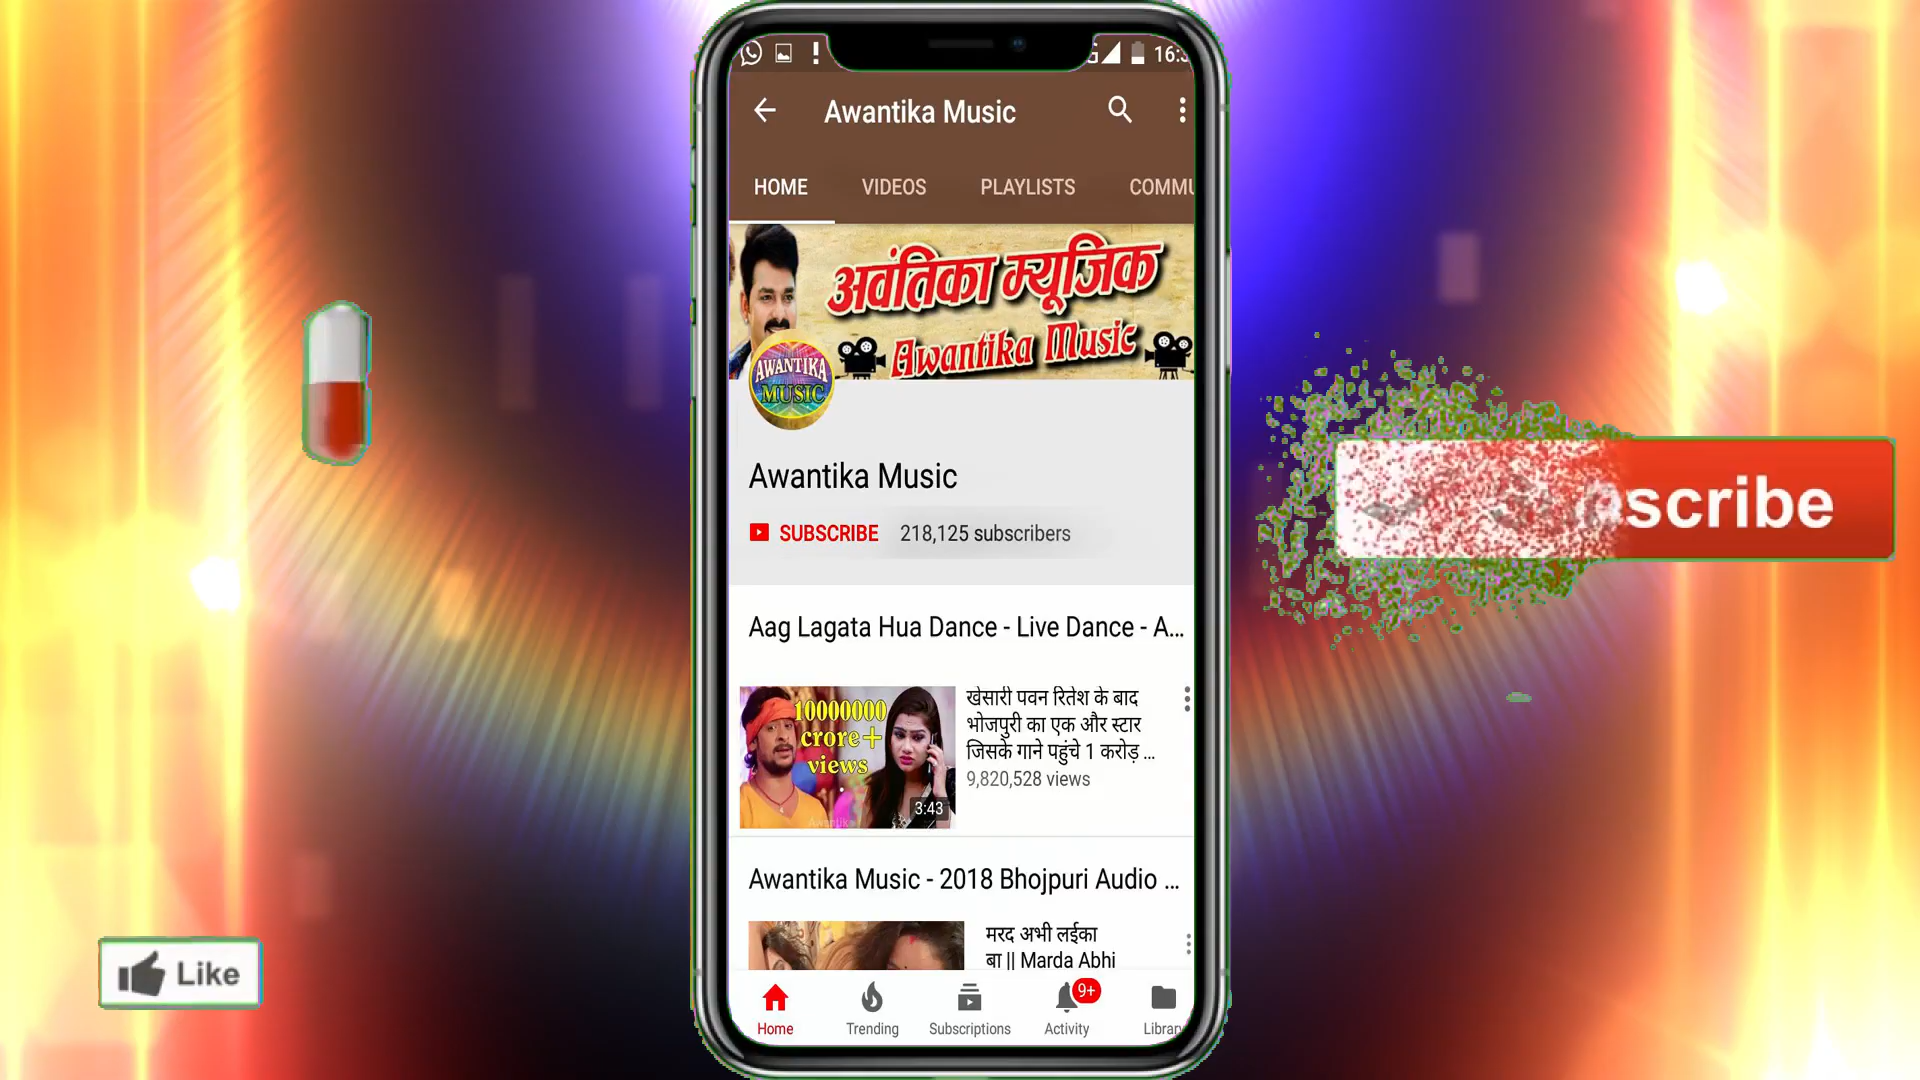 16:3
Awantika Music
HOME VIDEOS PLAYLISTS COMMU
अवंतिका म्यूजिक
Awantika Music
AWANTIKA
MUSIC
Awantika Music
SUBSCRIBE 218,125 subscribers
scribe
Aag Lagata Hua Dance - Live Dance - A...
10000000
crore+
views
Awantika
3:43
खेसारी पवन रितेश के बाद
भोजपुरी का एक और स्टार
जिसके गाने पहुंचे 1 करोड़ ...
9,820,528 views
Awantika Music - 2018 Bhojpuri Audio ...
मरद अभी लईका
बा || Marda Abhi
Like
9+
Home Trending Subscriptions Activity Library